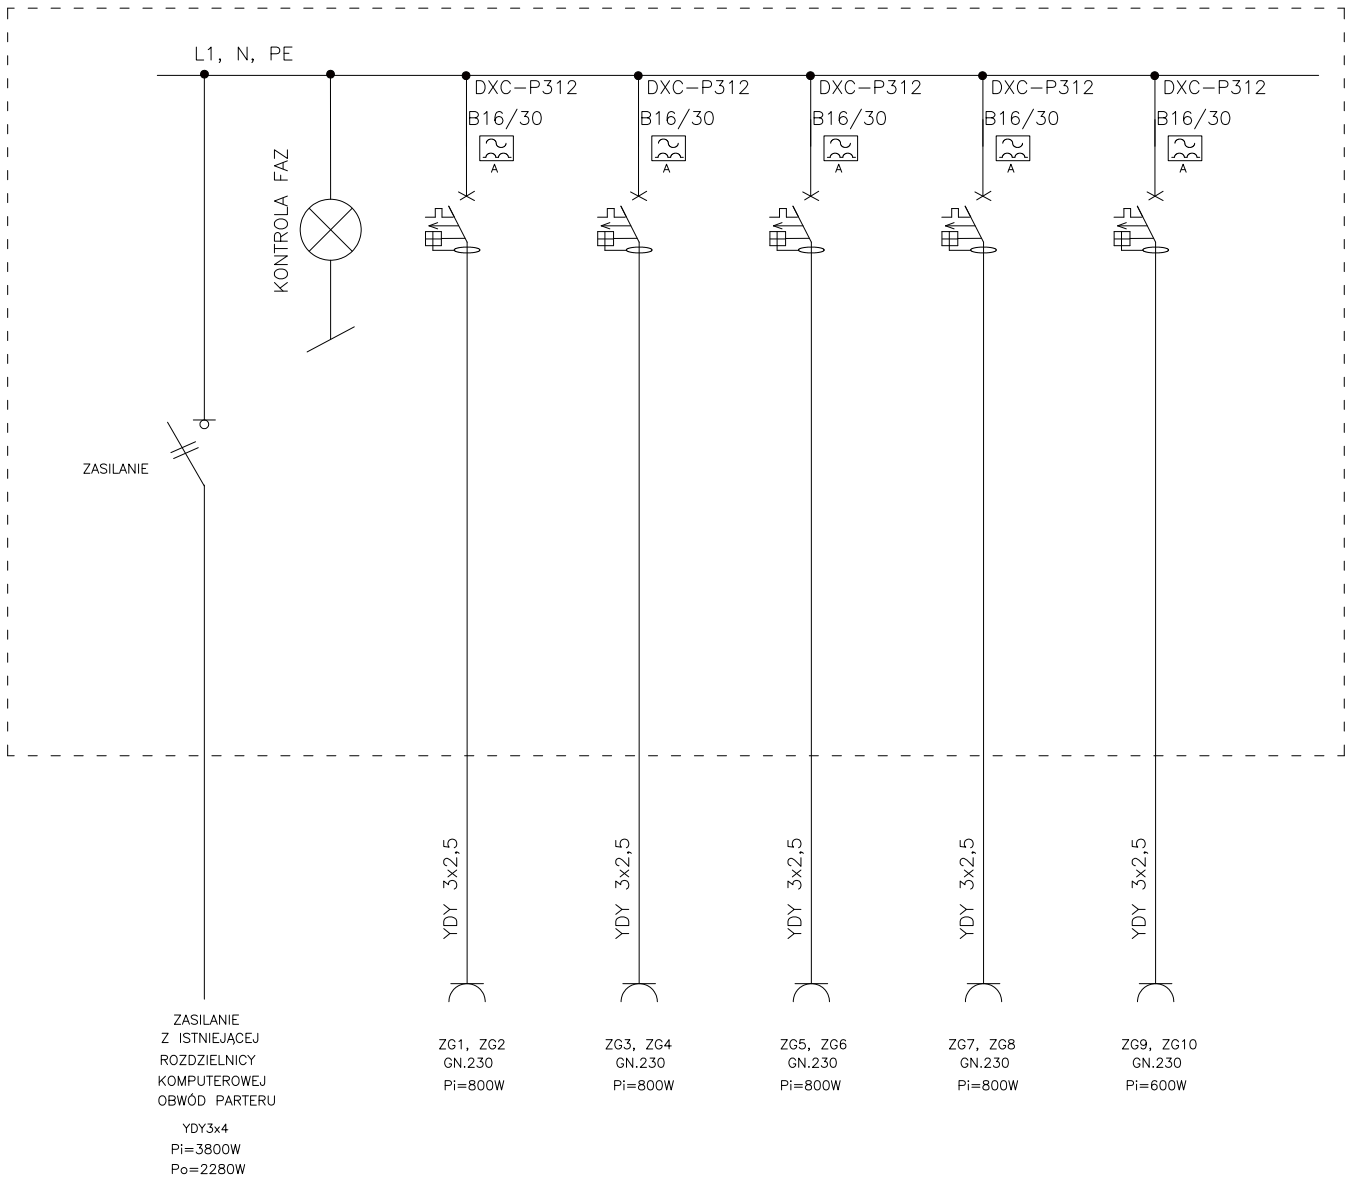 L1, N, PE
DXC-P312
B16/30
A
DXC-P312
B16/30
A
DXC-P312
B16/30
A
DXC-P312
B16/30
A
DXC-P312
B16/30
A
KONTROLA FAZ
ZASILANIE
YDY 3x2,5
YDY 3x2,5
YDY 3x2,5
YDY 3x2,5
YDY 3x2,5
ZASILANIE
Z ISTNIEJĄCEJ
ROZDZIELNICY
KOMPUTEROWEJ
OBWÓD PARTERU
YDY3x4
Pi=3800W
Po=2280W
ZG1, ZG2
GN.230
Pi=800W
ZG3, ZG4
GN.230
Pi=800W
ZG5, ZG6
GN.230
Pi=800W
ZG7, ZG8
GN.230
Pi=800W
ZG9, ZG10
GN.230
Pi=600W